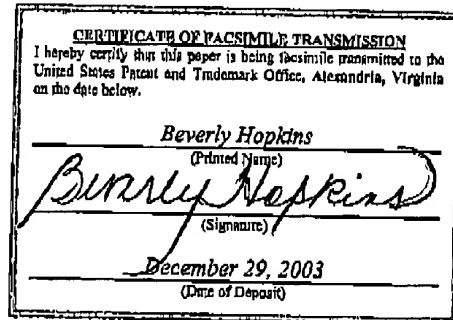 CERTIFICATE OF FACSIMILE TRANSMISSION
I hereby certify that this paper is being facsimile transmitted to the
United States Patent and Trademark Office, Alexandria, Virginia
on the date below.
Beverly Hopkins
(Printed Name)
Beverly Hopkins
(Signature)
December 29, 2003
(Date of Deposit)